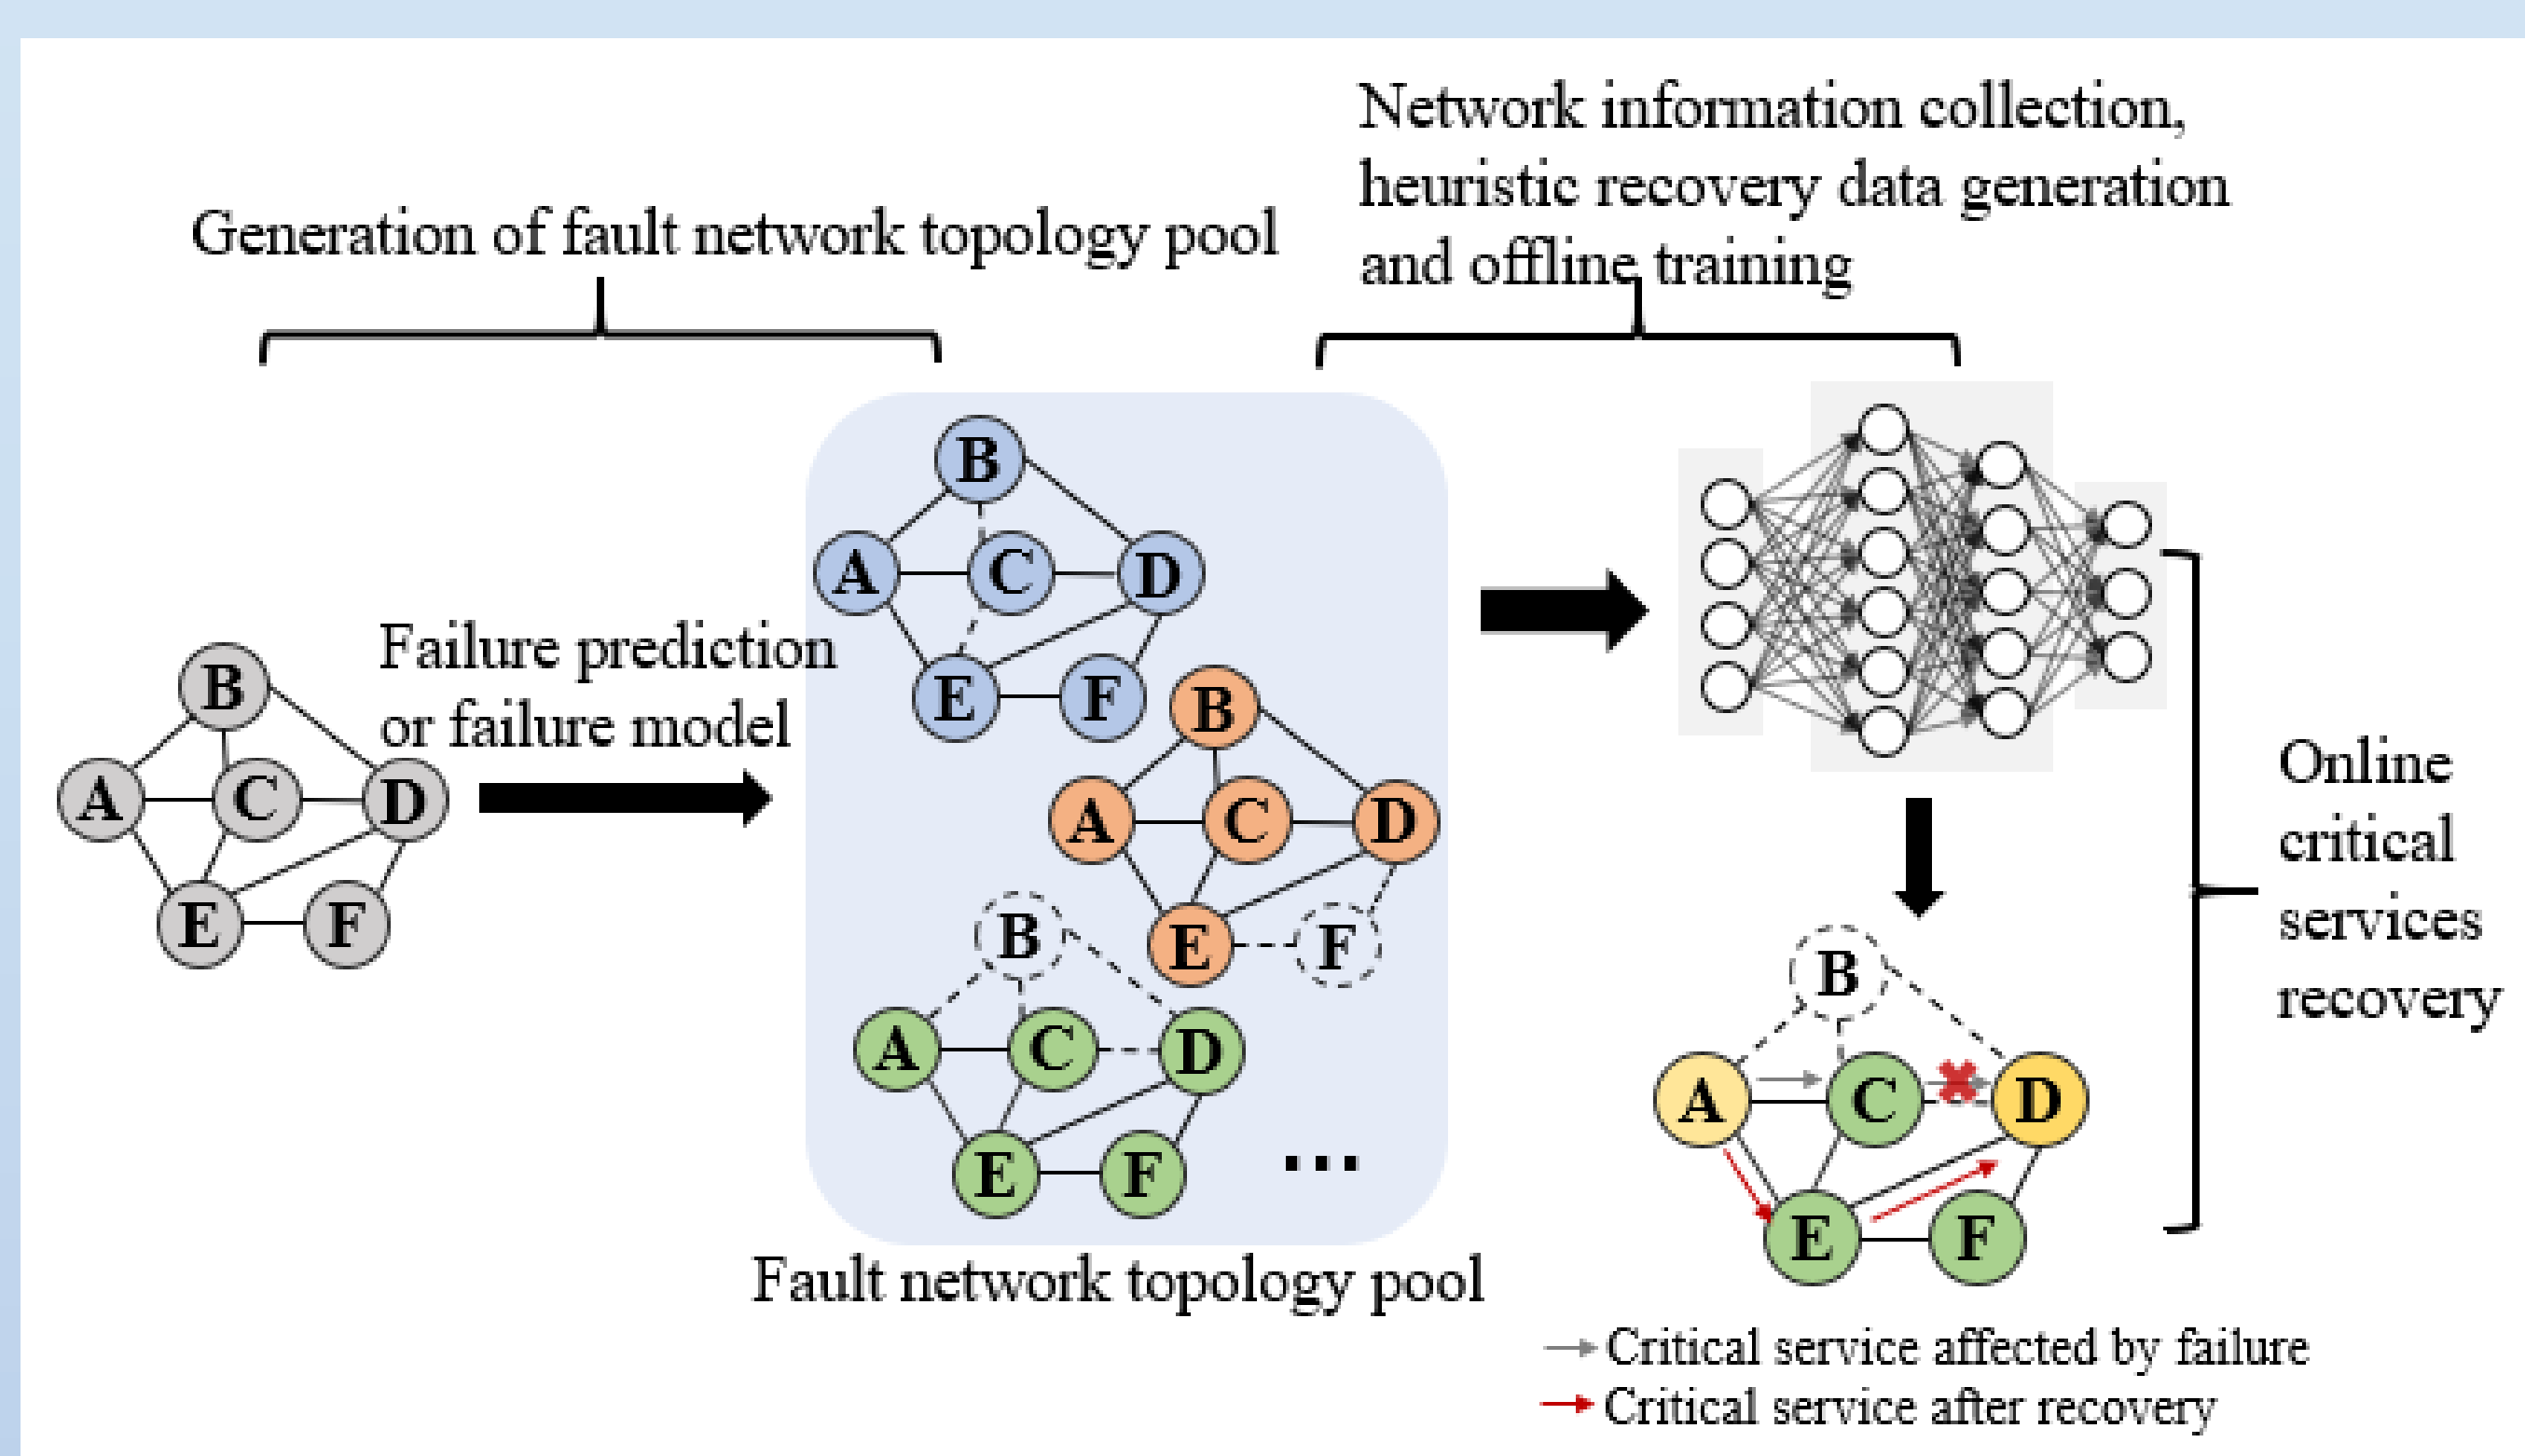 Network information collection,
heuristic recovery data generation
and offline training
Generation of fault network topology pool
Failure prediction
or failure model
B
A C D
E F
B
A C D
E F
B
A C D
E F
B
A C D
E F
...
Fault network topology pool
Online
critical
services
recovery
B
A C D
E F
Critical service affected by failure
Critical service after recovery